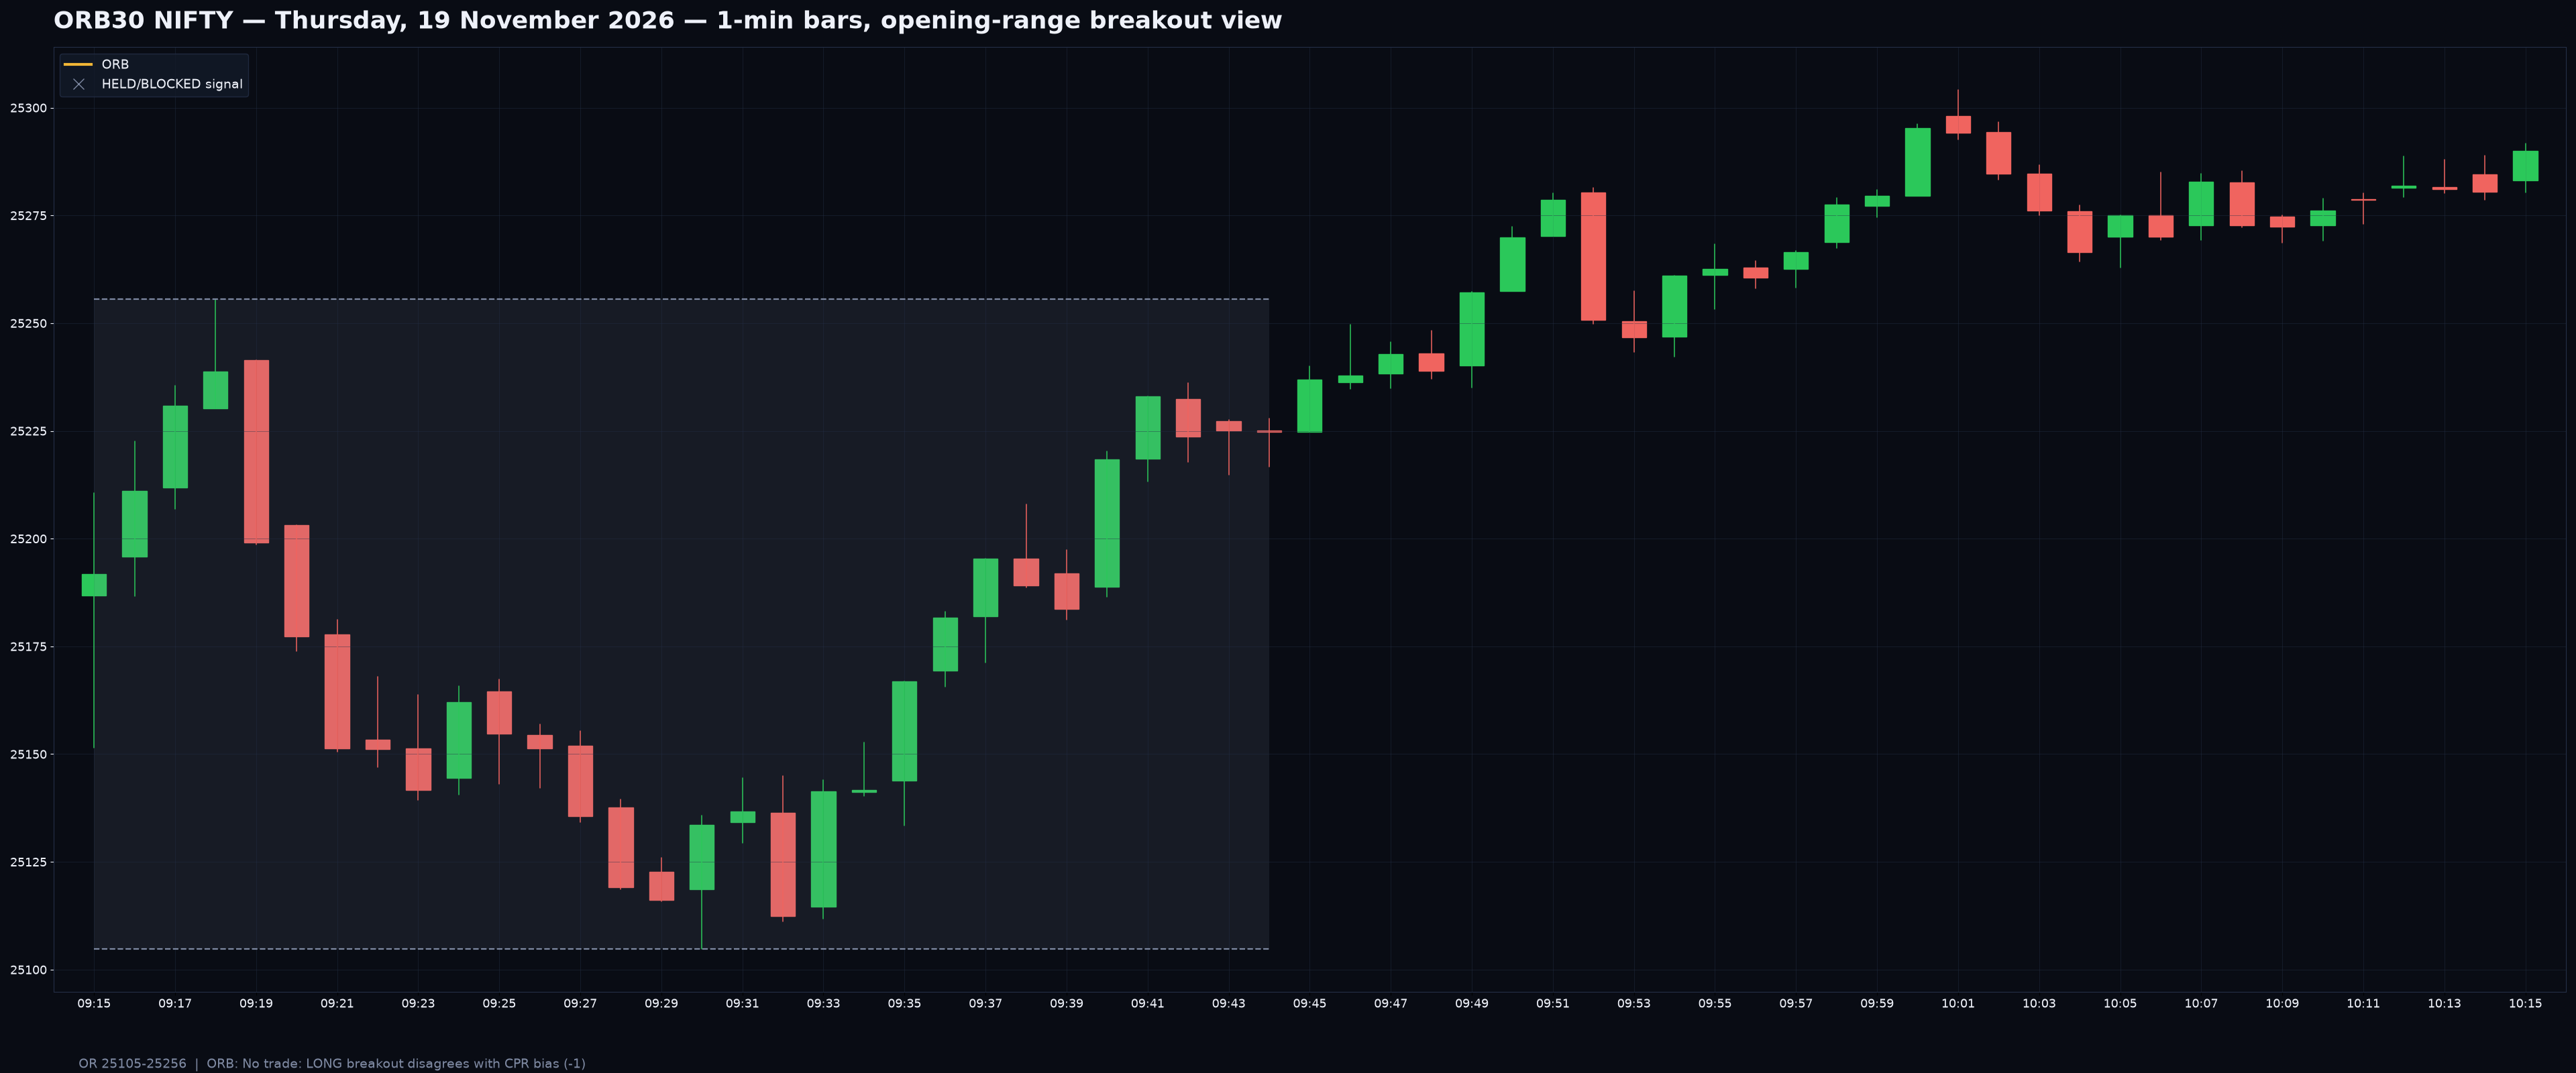 ORB30 NIFTY — Thursday, 19 November 2026 — 1-min bars, opening-range breakout view
ORB
HELD/BLOCKED signal
25300
25275
25250
25225
25200
25175
25150
25125
25100
09:15 09:17 09:19 09:21 09:23 09:25 09:27 09:29 09:31 09:33 09:35 09:37 09:39 09:41 09:43 09:45 09:47 09:49 09:51 09:53 09:55 09:57 09:59 10:01 10:03 10:05 10:07 10:09 10:11 10:13 10:15
OR 25105-25256 | ORB: No trade: LONG breakout disagrees with CPR bias (-1)